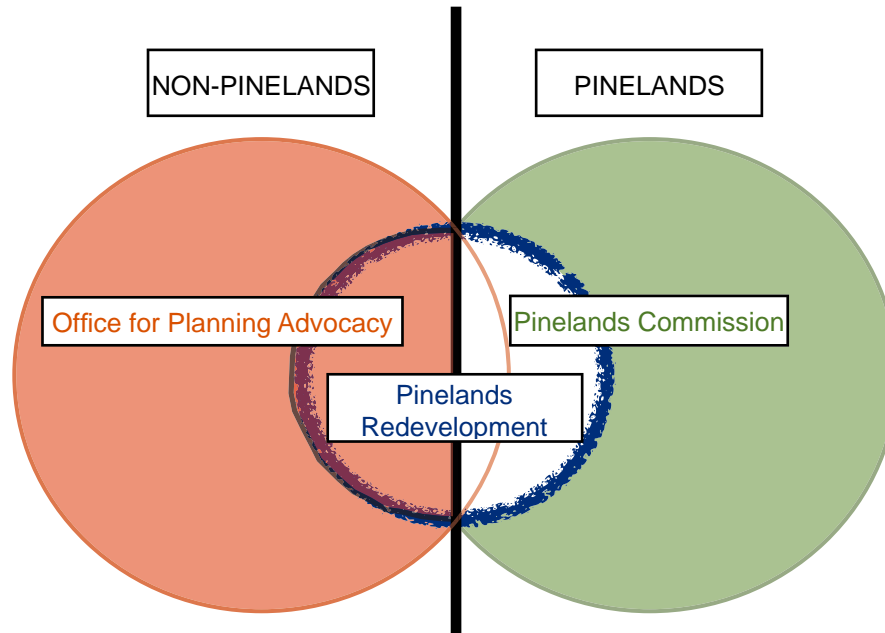 NON-PINELANDS
PINELANDS
Office for Planning Advocacy
Pinelands Commission
Pinelands
Redevelopment